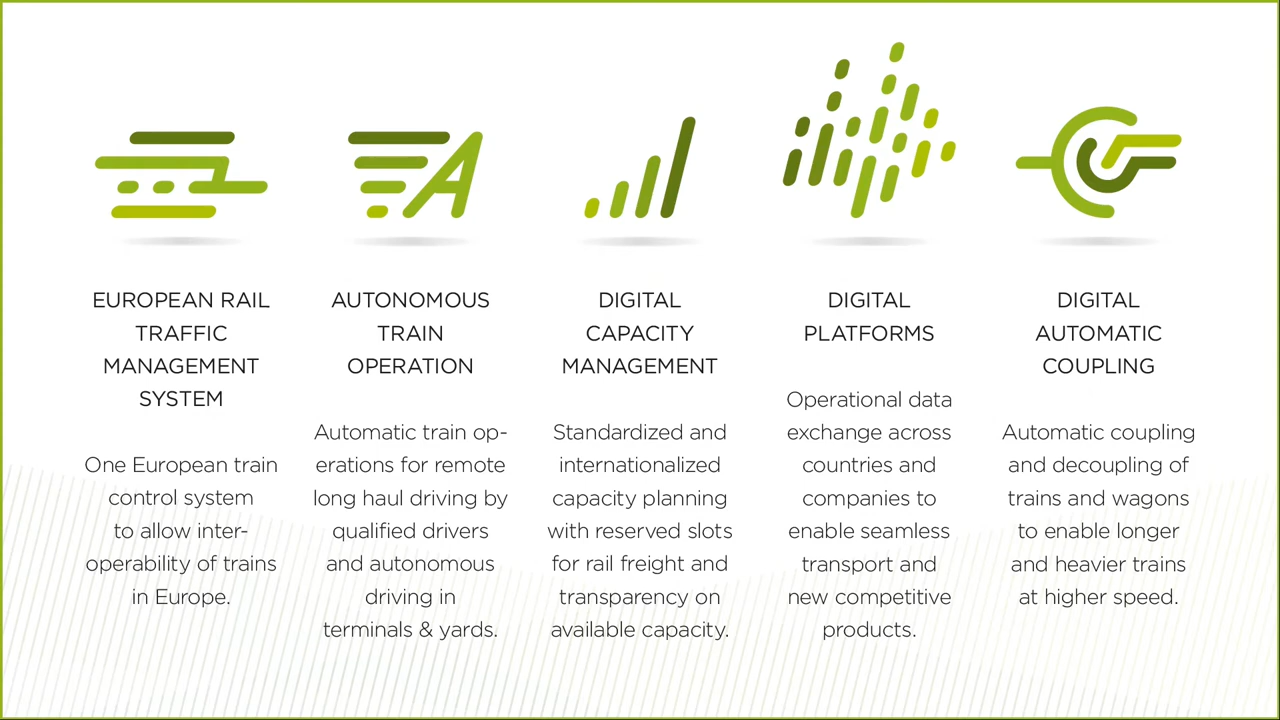 EUROPEAN RAIL
TRAFFIC
MANAGEMENT
SYSTEM
One European train
control system
to allow inter-
operability of trains
in Europe.
AUTONOMOUS
TRAIN
OPERATION
Automatic train op-
erations for remote
long haul driving by
qualified drivers
and autonomous
driving in
terminals & yards.
DIGITAL
CAPACITY
MANAGEMENT
Standardized and
internationalized
capacity planning
with reserved slots
for rail freight and
transparency on
available capacity.
DIGITAL
PLATFORMS
Operational data
exchange across
countries and
companies to
enable seamless
transport and
new competitive
products.
DIGITAL
AUTOMATIC
COUPLING
Automatic coupling
and decoupling of
trains and wagons
to enable longer
and heavier trains
at higher speed.